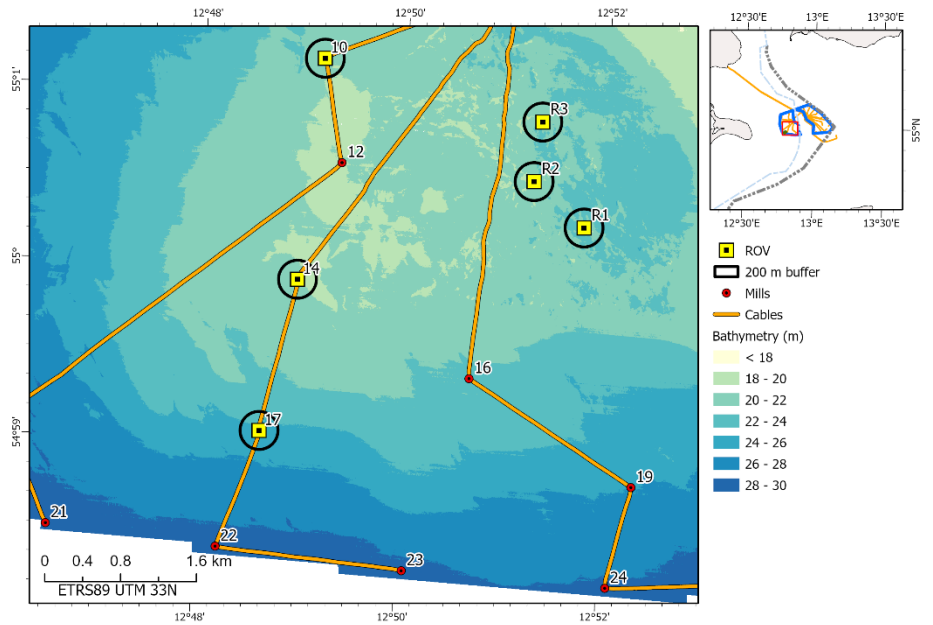 12°48' 12°50' 12°52'
12°30'E 13°E 13°30'E
55°N
55°1'
55°
54°59'
10
12
R3
R2
R1
14
16
17
19
21
22
23
24
0 0.4 0.8 1.6 km
ETRS89 UTM 33N
12°48' 12°50' 12°52'
12°30'E 13°E 13°30'E
ROV
200 m buffer
Mills
Cables
Bathymetry (m)
< 18
18 - 20
20 - 22
22 - 24
24 - 26
26 - 28
28 - 30